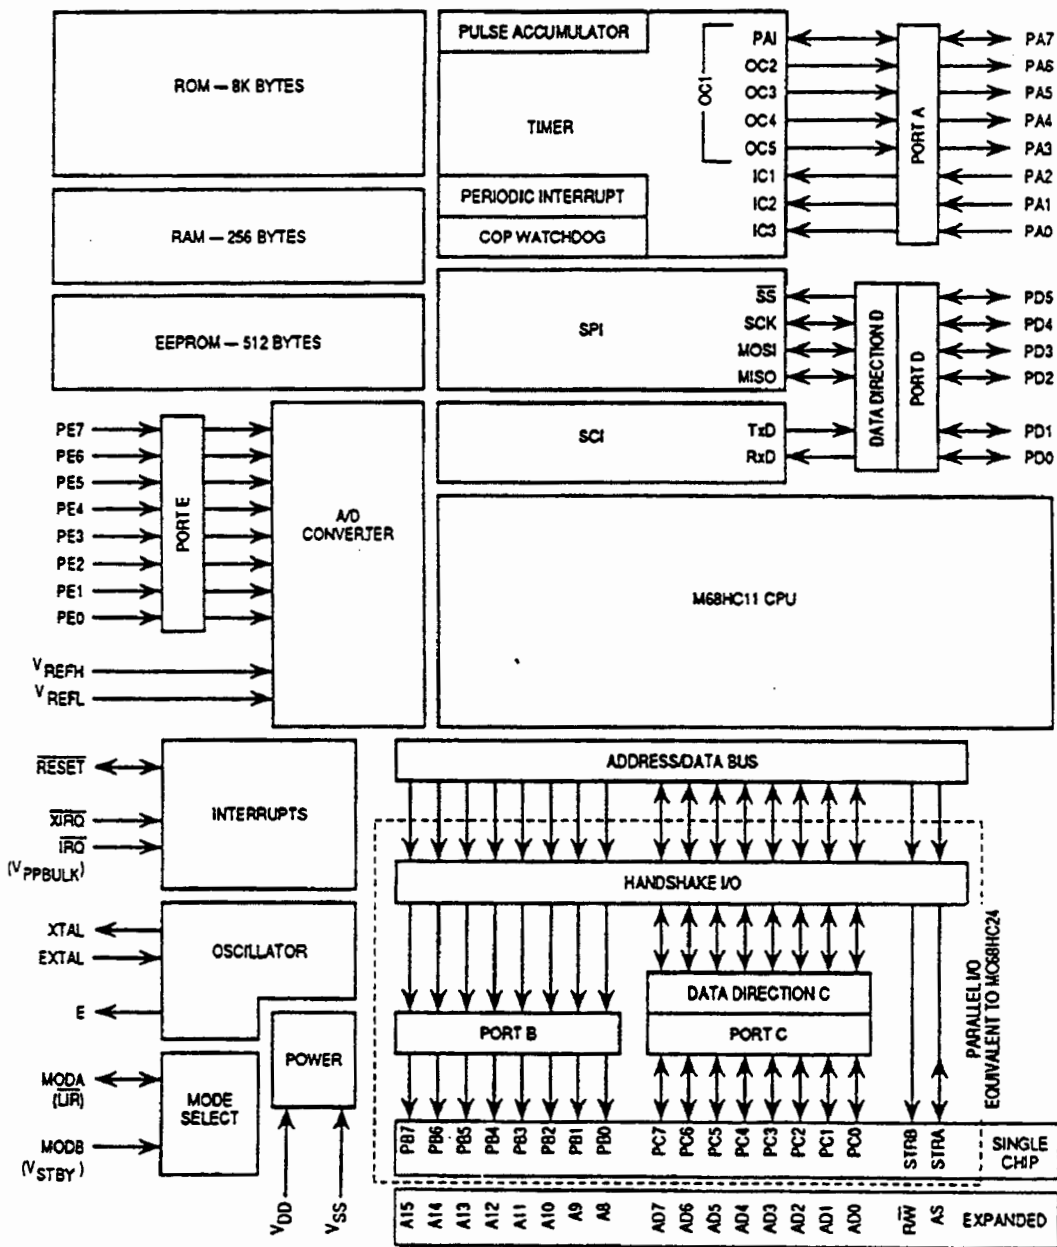 ROM — 8K BYTES
RAM — 256 BYTES
EEPROM — 512 BYTES
PULSE ACCUMULATOR
TIMER
PERIODIC INTERRUPT
COP WATCHDOG
OC1
PAI
OC2
OC3
OC4
OC5
IC1
IC2
IC3
PORT A
PA7
PA6
PA5
PA4
PA3
PA2
PA1
PA0
SPI
SS
SCK
MOSI
MISO
SCI
TxD
RxD
DATA DIRECTION D
PORT D
PD5
PD4
PD3
PD2
PD1
PD0
PE7
PE6
PE5
PE4
PE3
PE2
PE1
PE0
PORT E
A/D
CONVERTER
VREFH
VREFL
M68HC11 CPU
RESET
XIRQ
IRQ
(VPPBULK)
INTERRUPTS
XTAL
EXTAL
E
OSCILLATOR
MODA
(LIR)
MODB
(VSTBY)
MODE
SELECT
POWER
VDD
VSS
ADDRESS/DATA BUS
HANDSHAKE I/O
DATA DIRECTION C
PORT B
PORT C
PARALLEL I/O
EQUIVALENT TO MC68HC24
PB7 PB6 PB5 PB4 PB3 PB2 PB1 PB0 PC7 PC6 PC5 PC4 PC3 PC2 PC1 PC0 STRB STRA
SINGLE
CHIP
A15 A14 A13 A12 A11 A10 A9 A8 AD7 AD6 AD5 AD4 AD3 AD2 AD1 AD0 R/W AS EXPANDED